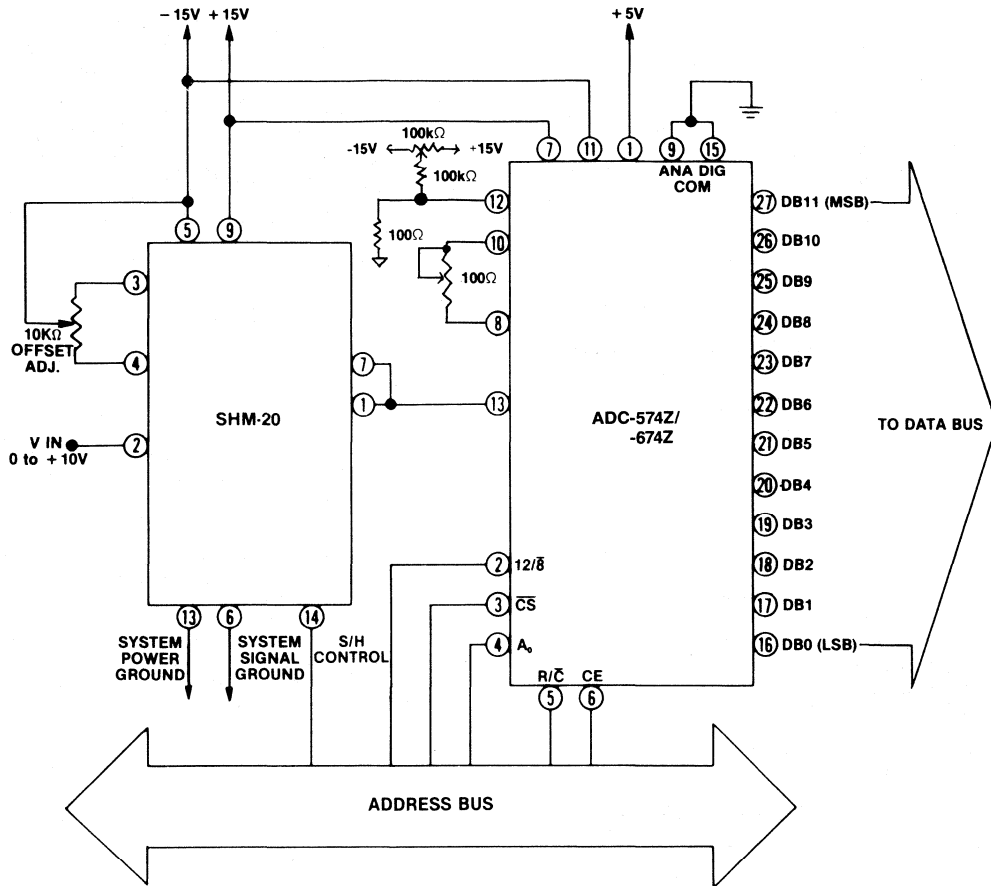 - 15V + 15V
+ 5V
100kΩ
-15V +15V
100kΩ
7 11 1 9 15
ANA DIG
COM
12
100Ω
10
100Ω
8
5 9
3
10KΩ
OFFSET
ADJ.
4
7
1
13
SHM-20
ADC-574Z/
-674Z
V IN
0 to +10V
2
27 DB11 (MSB)
26 DB10
25 DB9
24 DB8
23 DB7
22 DB6
21 DB5
20 DB4
19 DB3
18 DB2
17 DB1
16 DB0 (LSB)
TO DATA BUS
2 12/8̅
3 C̅S̅
4 A₀
R/C̅ CE
5 6
13 6 14
SYSTEM
POWER
GROUND
SYSTEM
SIGNAL
GROUND
S/H
CONTROL
ADDRESS BUS